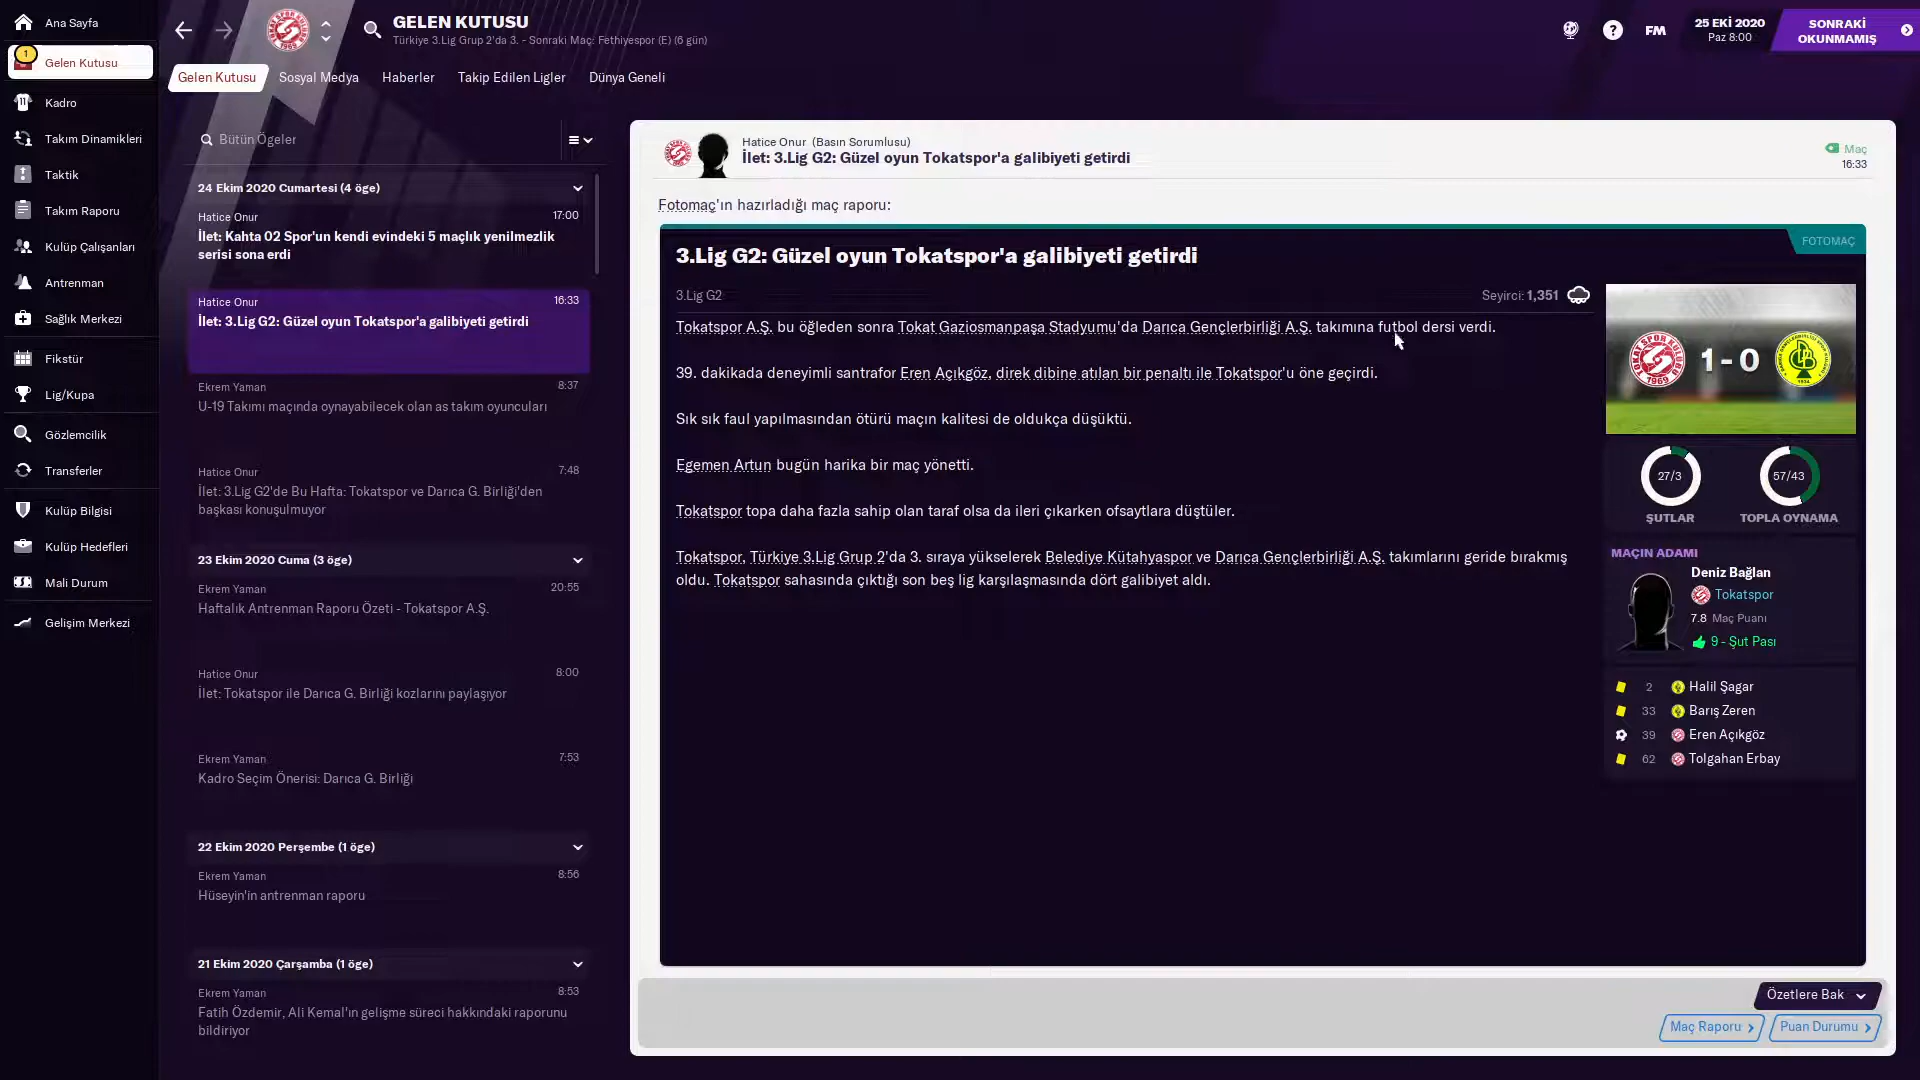 Ana Sayfa
1
Gelen Kutusu
Kadro
Takım Dinamikleri
Taktik
Takım Raporu
Kulüp Çalışanları
Antrenman
Sağlık Merkezi
Fikstür
Lig/Kupa
Gözlemcilik
Transferler
Kulüp Bilgisi
Kulüp Hedefleri
Mali Durum
Gelişim Merkezi
GELEN KUTUSU
Türkiye 3.Lig Grup 2'da 3. - Sonraki Maç: Fethiyespor (E) (6 gün)
FM
25 EKİ 2020
Paz 8:00
SONRAKİ
OKUNMAMIŞ
Gelen Kutusu
Sosyal Medya
Haberler
Takip Edilen Ligler
Dünya Geneli
Bütün Ögeler
24 Ekim 2020 Cumartesi (4 öge)
Hatice Onur 17:00
İlet: Kahta 02 Spor'un kendi evindeki 5 maçlık yenilmezlik
serisi sona erdi
Hatice Onur 16:33
İlet: 3.Lig G2: Güzel oyun Tokatspor'a galibiyeti getirdi
Ekrem Yaman 8:37
U-19 Takımı maçında oynayabilecek olan as takım oyuncuları
Hatice Onur 7:48
İlet: 3.Lig G2'de Bu Hafta: Tokatspor ve Darıca G. Birliği'den
başkası konuşulmuyor
23 Ekim 2020 Cuma (3 öge)
Ekrem Yaman 20:55
Haftalık Antrenman Raporu Özeti - Tokatspor A.Ş.
Hatice Onur 8:00
İlet: Tokatspor ile Darıca G. Birliği kozlarını paylaşıyor
Ekrem Yaman 7:53
Kadro Seçim Önerisi: Darıca G. Birliği
22 Ekim 2020 Perşembe (1 öge)
Ekrem Yaman 8:56
Hüseyin'in antrenman raporu
21 Ekim 2020 Çarşamba (1 öge)
Ekrem Yaman 8:53
Fatih Özdemir, Ali Kemal'ın gelişme süreci hakkındaki raporunu
bildiriyor
Hatice Onur (Basın Sorumlusu)
İlet: 3.Lig G2: Güzel oyun Tokatspor'a galibiyeti getirdi
Maç
16:33
Fotomaç'ın hazırladığı maç raporu:
FOTOMAÇ
3.Lig G2: Güzel oyun Tokatspor'a galibiyeti getirdi
3.Lig G2
Seyirci: 1,351
Tokatspor A.Ş. bu öğleden sonra Tokat Gaziosmanpaşa Stadyumu'da Darıca Gençlerbirliği A.Ş. takımına futbol dersi verdi.
39. dakikada deneyimli santrafor Eren Açıkgöz, direk dibine atılan bir penaltı ile Tokatspor'u öne geçirdi.
Sık sık faul yapılmasından ötürü maçın kalitesi de oldukça düşüktü.
Egemen Artun bugün harika bir maç yönetti.
Tokatspor topa daha fazla sahip olan taraf olsa da ileri çıkarken ofsaytlara düştüler.
Tokatspor, Türkiye 3.Lig Grup 2'da 3. sıraya yükselerek Belediye Kütahyaspor ve Darıca Gençlerbirliği A.Ş. takımlarını geride bırakmış
oldu. Tokatspor sahasında çıktığı son beş lig karşılaşmasında dört galibiyet aldı.
1 - 0
27/3
57/43
ŞUTLAR
TOPLA OYNAMA
MAÇIN ADAMI
Deniz Bağlan
Tokatspor
7.8 Maç Puanı
9 - Şut Pası
2 Halil Şagar
33 Barış Zeren
39 Eren Açıkgöz
62 Tolgahan Erbay
Özetlere Bak
Maç Raporu
Puan Durumu